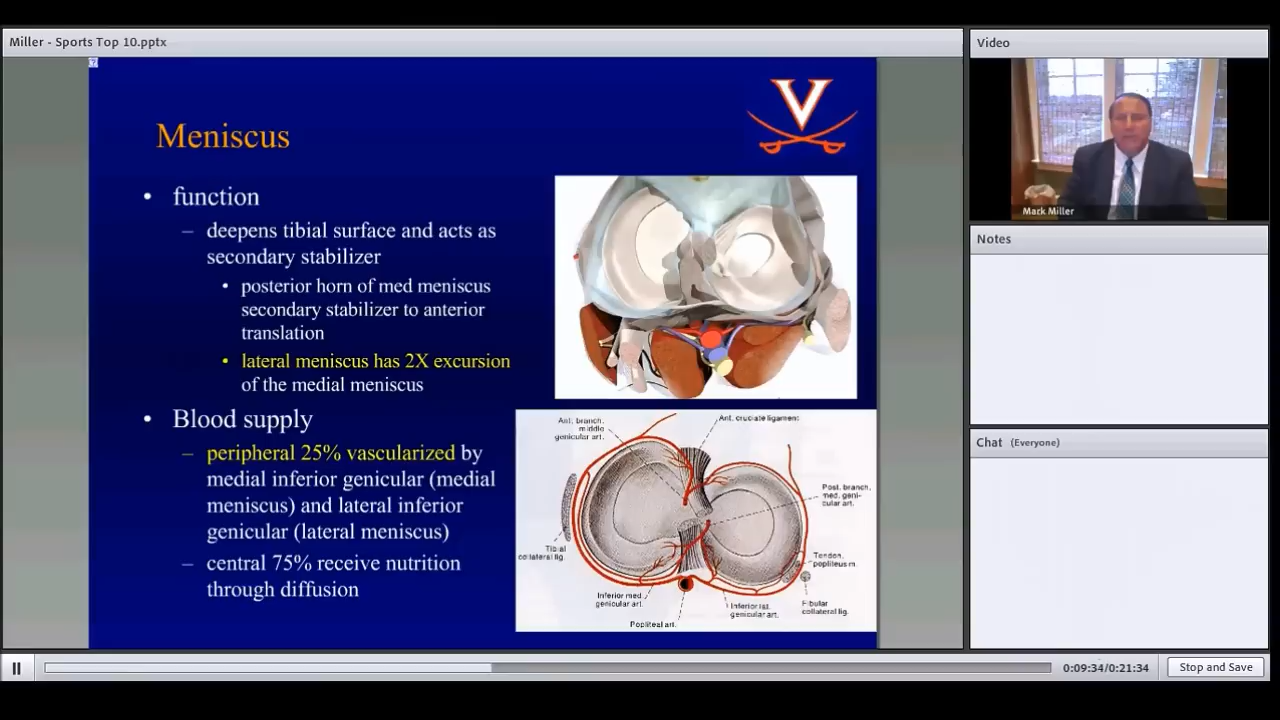 Miller - Sports Top 10.pptx
Video
Meniscus
V
• function
– deepens tibial surface and acts as
secondary stabilizer
• posterior horn of med meniscus
secondary stabilizer to anterior
translation
• lateral meniscus has 2X excursion
of the medial meniscus
• Blood supply
– peripheral 25% vascularized by
medial inferior genicular (medial
meniscus) and lateral inferior
genicular (lateral meniscus)
– central 75% receive nutrition
through diffusion
Ant. branch,
middle
genicular art.
Ant. cruciate ligament
Post. branch,
med. geni-
cular art.
Tibial
collateral lig.
Tendon,
popliteus m.
Inferior med.
genicular art.
Inferior lat.
genicular art.
Fibular
collateral lig.
Popliteal art.
Mark Miller
Notes
Chat (Everyone)
0:09:34/0:21:34
Stop and Save